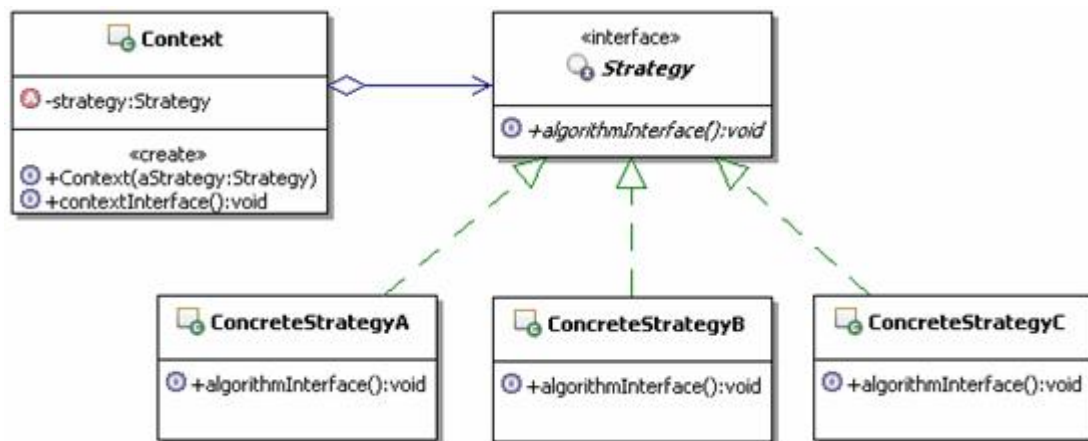 Context
-strategy:Strategy
«create»
+Context(aStrategy:Strategy)
+contextInterface():void
«interface»
Strategy
+algorithmInterface():void
ConcreteStrategyA
+algorithmInterface():void
ConcreteStrategyB
+algorithmInterface():void
ConcreteStrategyC
+algorithmInterface():void